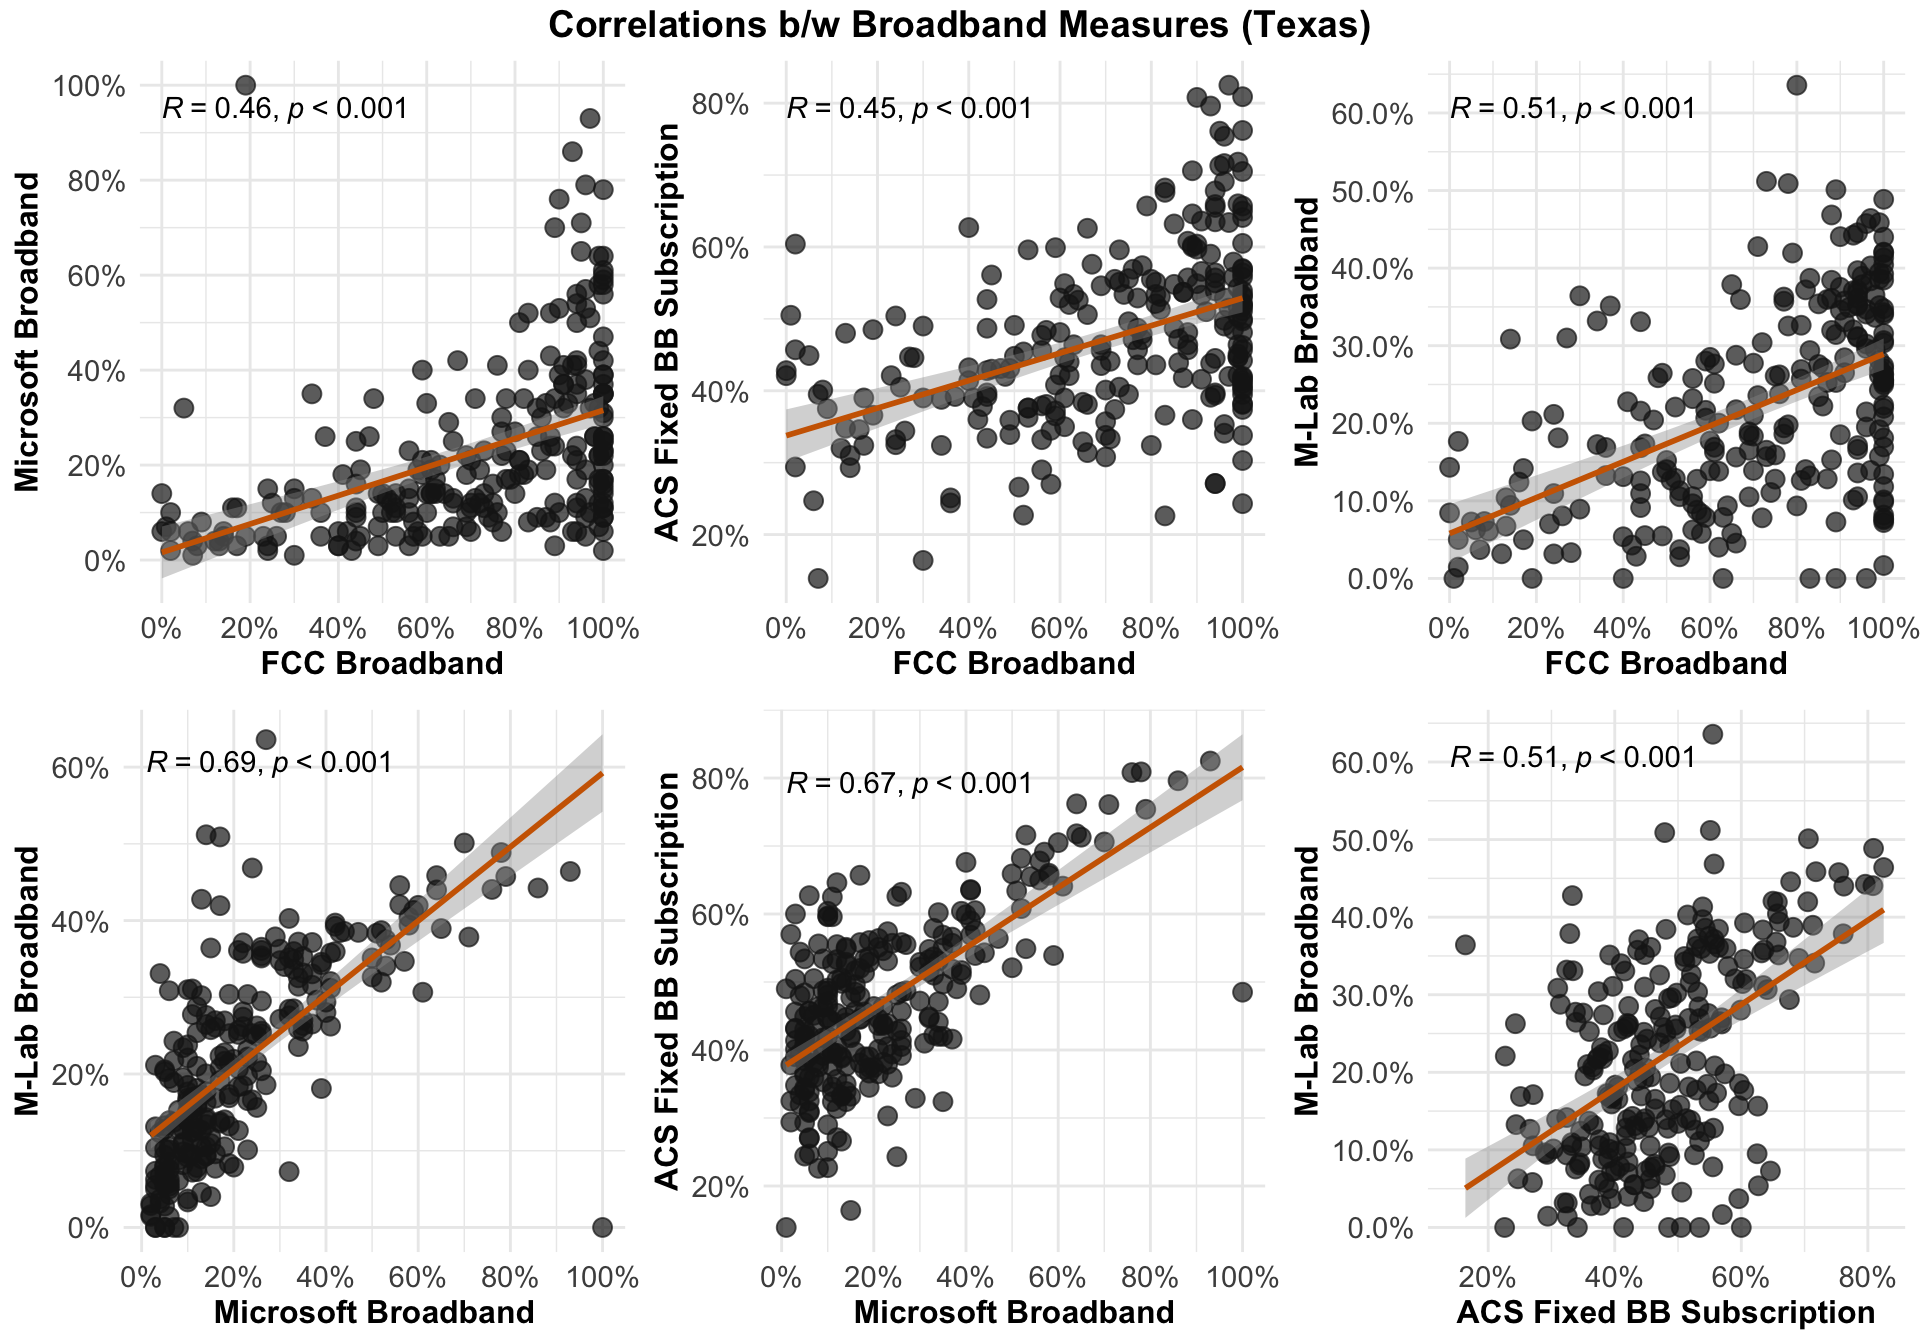 Correlations b/w Broadband Measures (Texas)
Microsoft Broadband
100%
80%
60%
40%
20%
0%
R = 0.46, p < 0.001
0% 20% 40% 60% 80% 100%
FCC Broadband
ACS Fixed BB Subscription
80%
60%
40%
20%
R = 0.45, p < 0.001
0% 20% 40% 60% 80% 100%
FCC Broadband
M-Lab Broadband
60.0%
50.0%
40.0%
30.0%
20.0%
10.0%
0.0%
R = 0.51, p < 0.001
0% 20% 40% 60% 80% 100%
FCC Broadband
M-Lab Broadband
60%
40%
20%
0%
R = 0.69, p < 0.001
0% 20% 40% 60% 80% 100%
Microsoft Broadband
ACS Fixed BB Subscription
80%
60%
40%
20%
R = 0.67, p < 0.001
0% 20% 40% 60% 80% 100%
Microsoft Broadband
M-Lab Broadband
60.0%
50.0%
40.0%
30.0%
20.0%
10.0%
0.0%
R = 0.51, p < 0.001
20% 40% 60% 80%
ACS Fixed BB Subscription